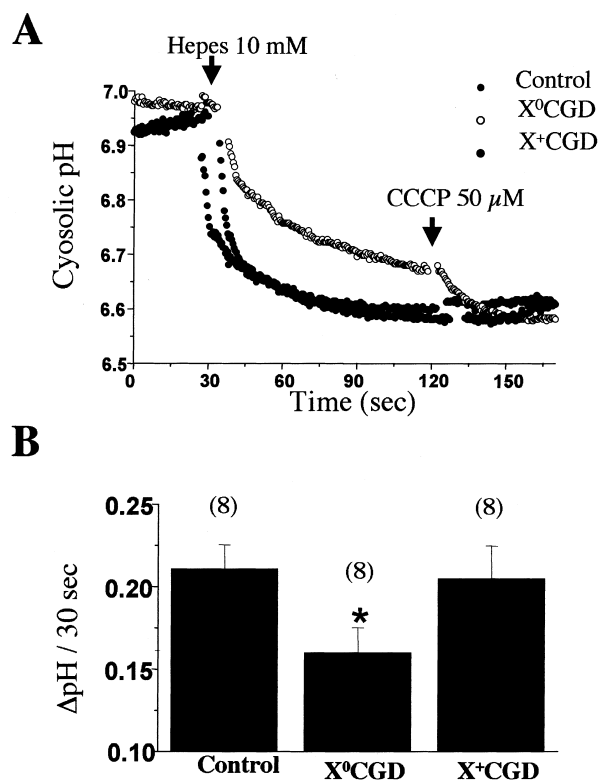 A
Hepes 10 mM
Control
X⁰CGD
X⁺CGD
CCCP 50 µM
Cyosolic pH
7.0
6.9
6.8
6.7
6.6
6.5
0 30 60 90 120 150
Time (sec)
B
(8) (8) (8)
*
ΔpH / 30 sec
0.25
0.20
0.15
0.10
Control X⁰CGD X⁺CGD